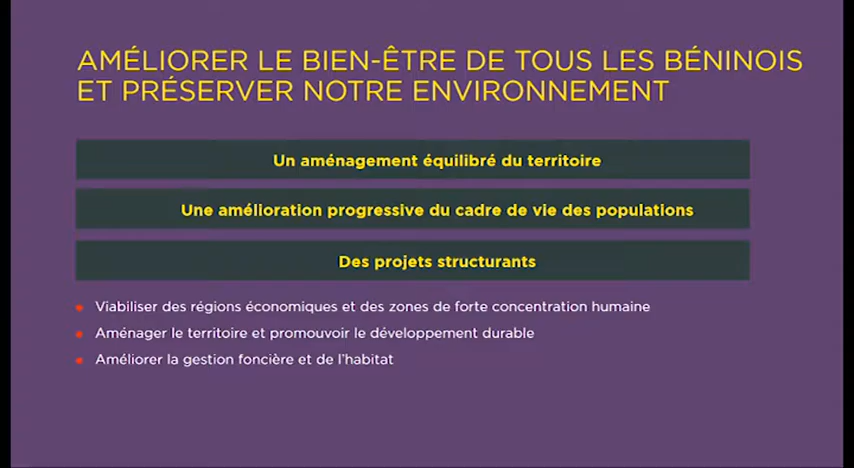 AMÉLIORER LE BIEN-ÊTRE DE TOUS LES BÉNINOIS
ET PRÉSERVER NOTRE ENVIRONNEMENT
Un aménagement équilibré du territoire
Une amélioration progressive du cadre de vie des populations
Des projets structurants
Viabiliser des régions économiques et des zones de forte concentration humaine
Aménager le territoire et promouvoir le développement durable
Améliorer la gestion foncière et de l'habitat